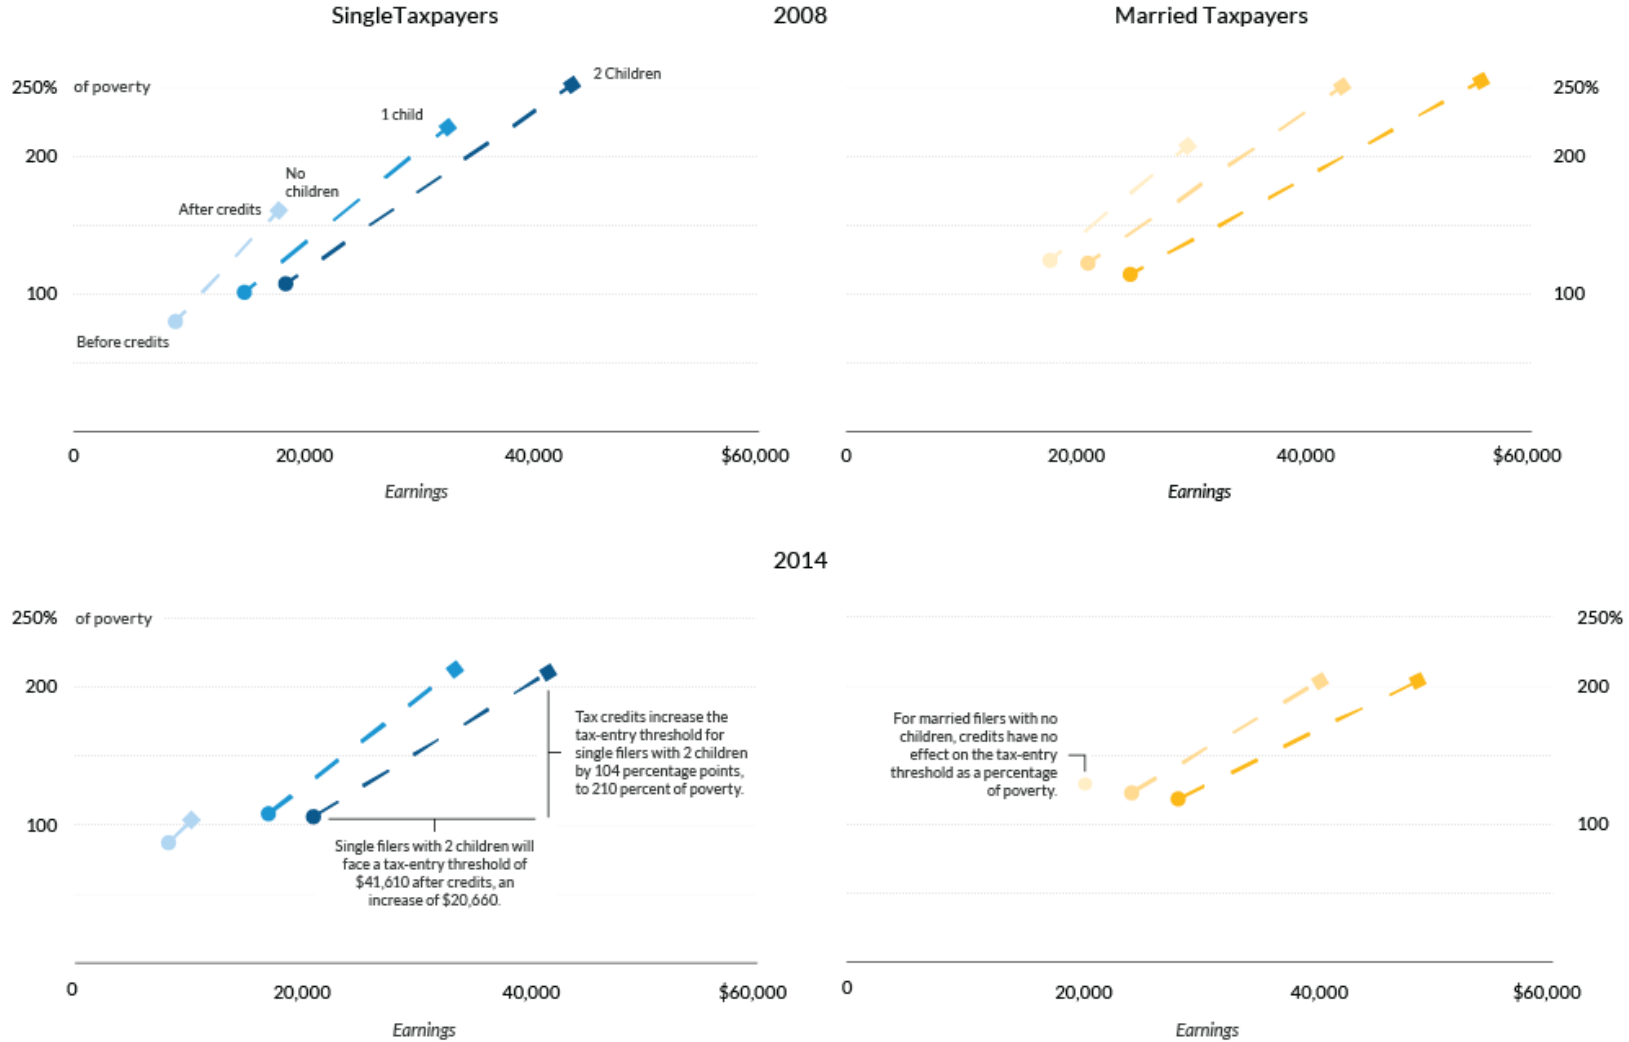 SingleTaxpayers
2008
Married Taxpayers
250% of poverty
200
100
2 Children
1 child
No
children
After credits
Before credits
0
20,000
40,000
$60,000
Earnings
250%
200
100
0
20,000
40,000
$60,000
Earnings
2014
250% of poverty
200
100
Tax credits increase the
tax-entry threshold for
single filers with 2 children
by 104 percentage points,
to 210 percent of poverty.
Single filers with 2 children will
face a tax-entry threshold of
$41,610 after credits, an
increase of $20,660.
0
20,000
40,000
$60,000
Earnings
250%
200
100
For married filers with no
children, credits have no
effect on the tax-entry
threshold as a percentage
of poverty.
0
20,000
40,000
$60,000
Earnings